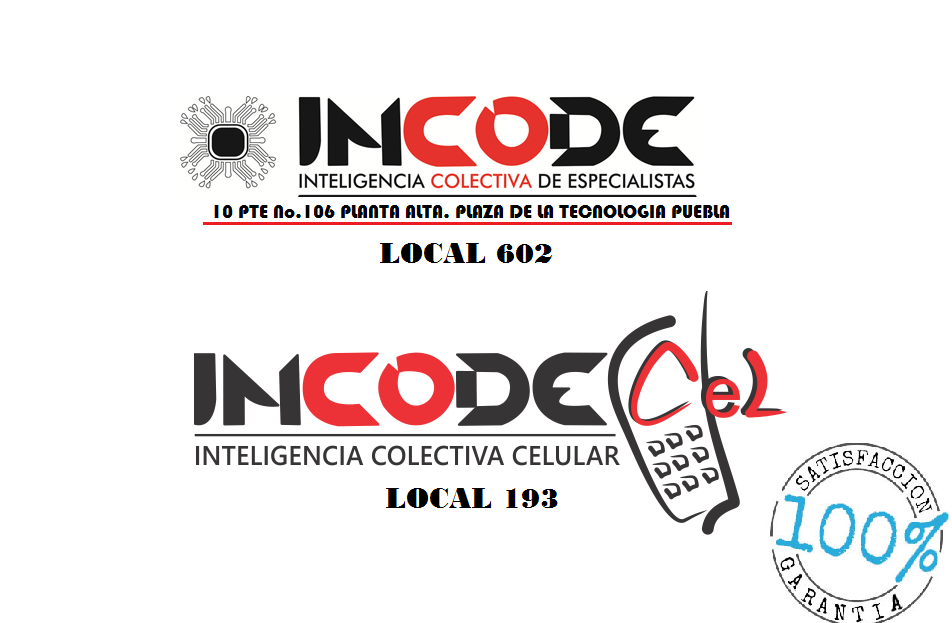 INCODE
INTELIGENCIA COLECTIVA DE ESPECIALISTAS
10 PTE No.106 PLANTA ALTA. PLAZA DE LA TECNOLOGIA PUEBLA
LOCAL 602
INCODE Cel
INTELIGENCIA COLECTIVA CELULAR
LOCAL 193
SATISFACCION
100%
GARANTIA